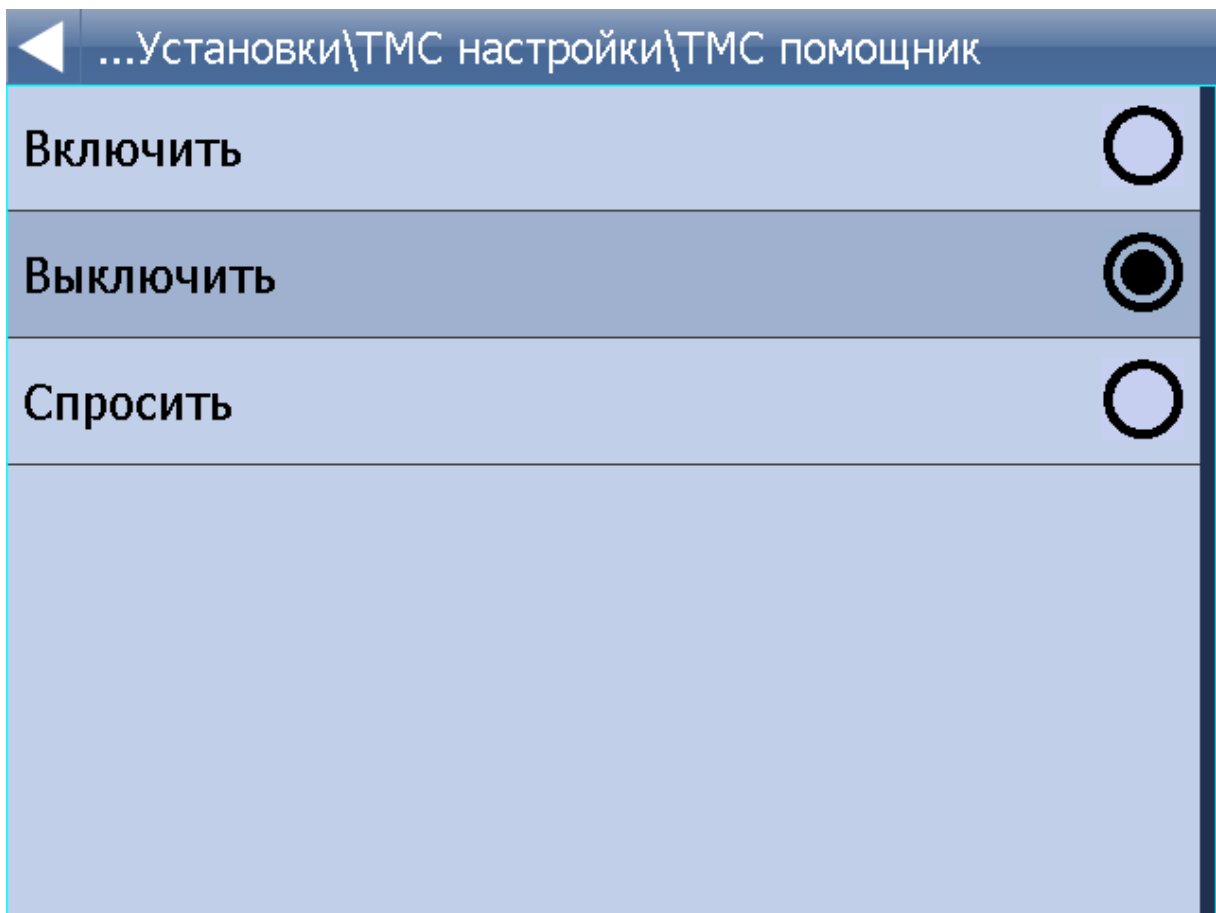 ...Установки\ТМС настройки\ТМС помощник
Включить
Выключить
Спросить